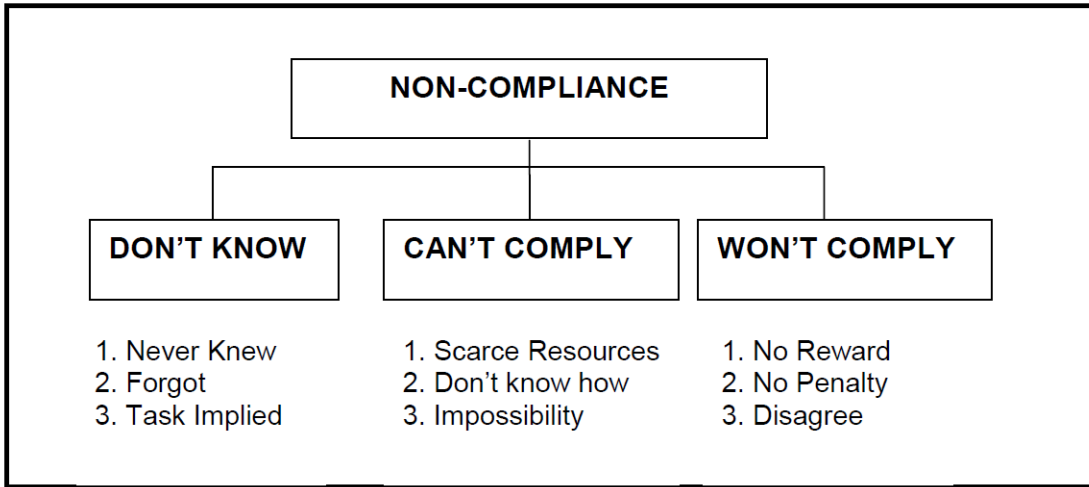 NON-COMPLIANCE
DON’T KNOW
CAN’T COMPLY
WON’T COMPLY
1. Never Knew
2. Forgot
3. Task Implied
1. Scarce Resources
2. Don’t know how
3. Impossibility
1. No Reward
2. No Penalty
3. Disagree